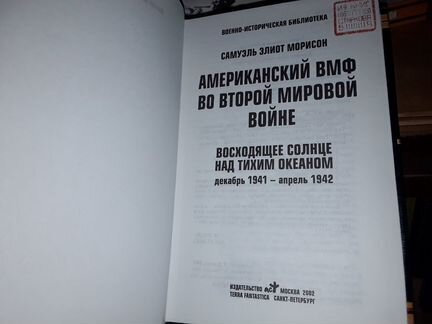 ВОЕННО-ИСТОРИЧЕСКАЯ БИБЛИОТЕКА
САМУЭЛЬ ЭЛИОТ МОРИСОН
АМЕРИКАНСКИЙ ВМФ
ВО ВТОРОЙ МИРОВОЙ
ВОЙНЕ
ВОСХОДЯЩЕЕ СОЛНЦЕ
НАД ТИХИМ ОКЕАНОМ
декабрь 1941 – апрель 1942
ИЗДАТЕЛЬСТВО МОСКВА 2002
TERRA FANTASTICA САНКТ-ПЕТЕРБУРГ